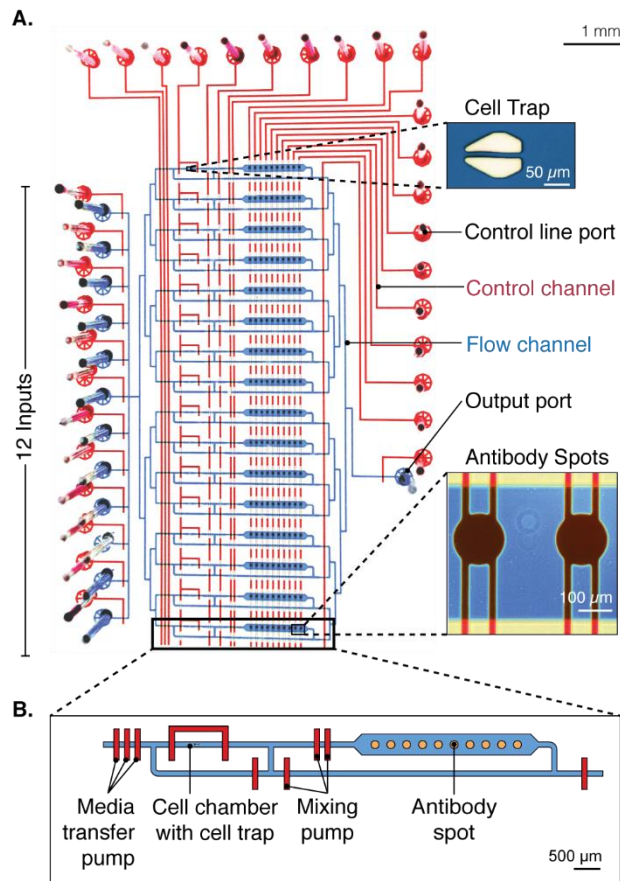 A.
1 mm
Cell Trap
50 µm
Control line port
Control channel
Flow channel
12 Inputs
Output port
Antibody Spots
100 µm
B.
Media
transfer
pump
Cell chamber
with cell trap
Mixing
pump
Antibody
spot
500 µm